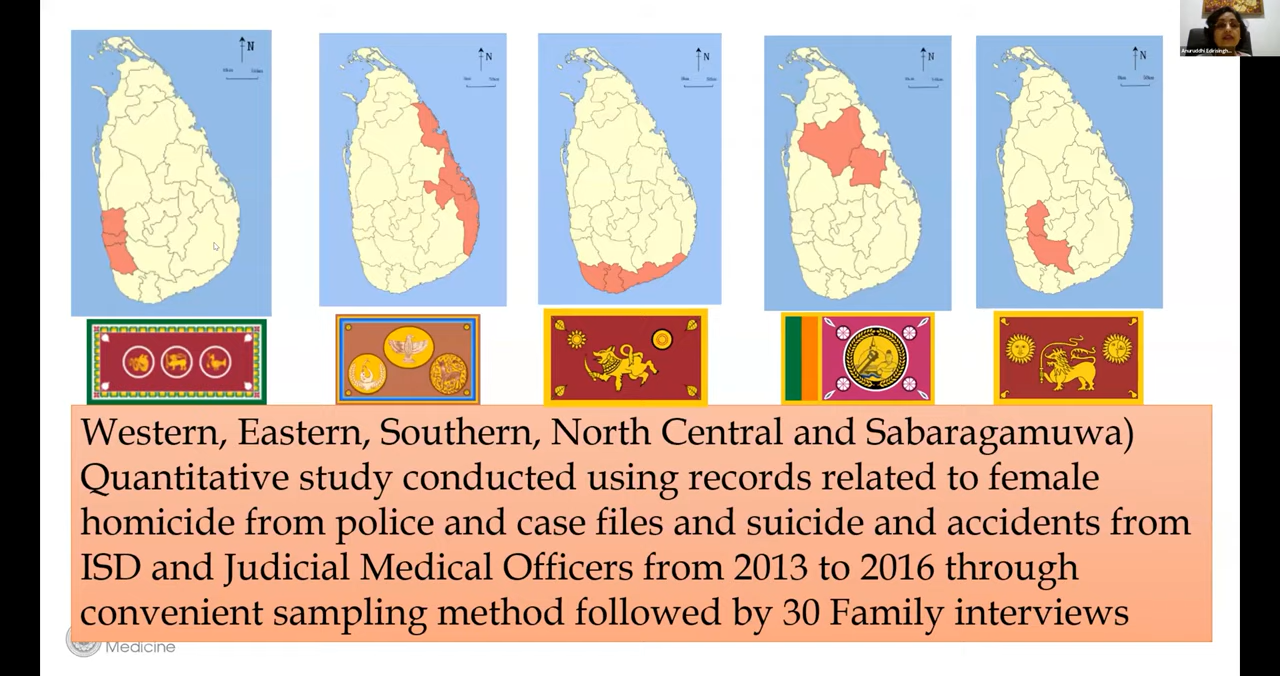 Anuruddhi Edirisingh...
N
N
N
N
N
Western, Eastern, Southern, North Central and Sabaragamuwa)
Quantitative study conducted using records related to female
homicide from police and case files and suicide and accidents from
ISD and Judicial Medical Officers from 2013 to 2016 through
convenient sampling method followed by 30 Family interviews
Medicine